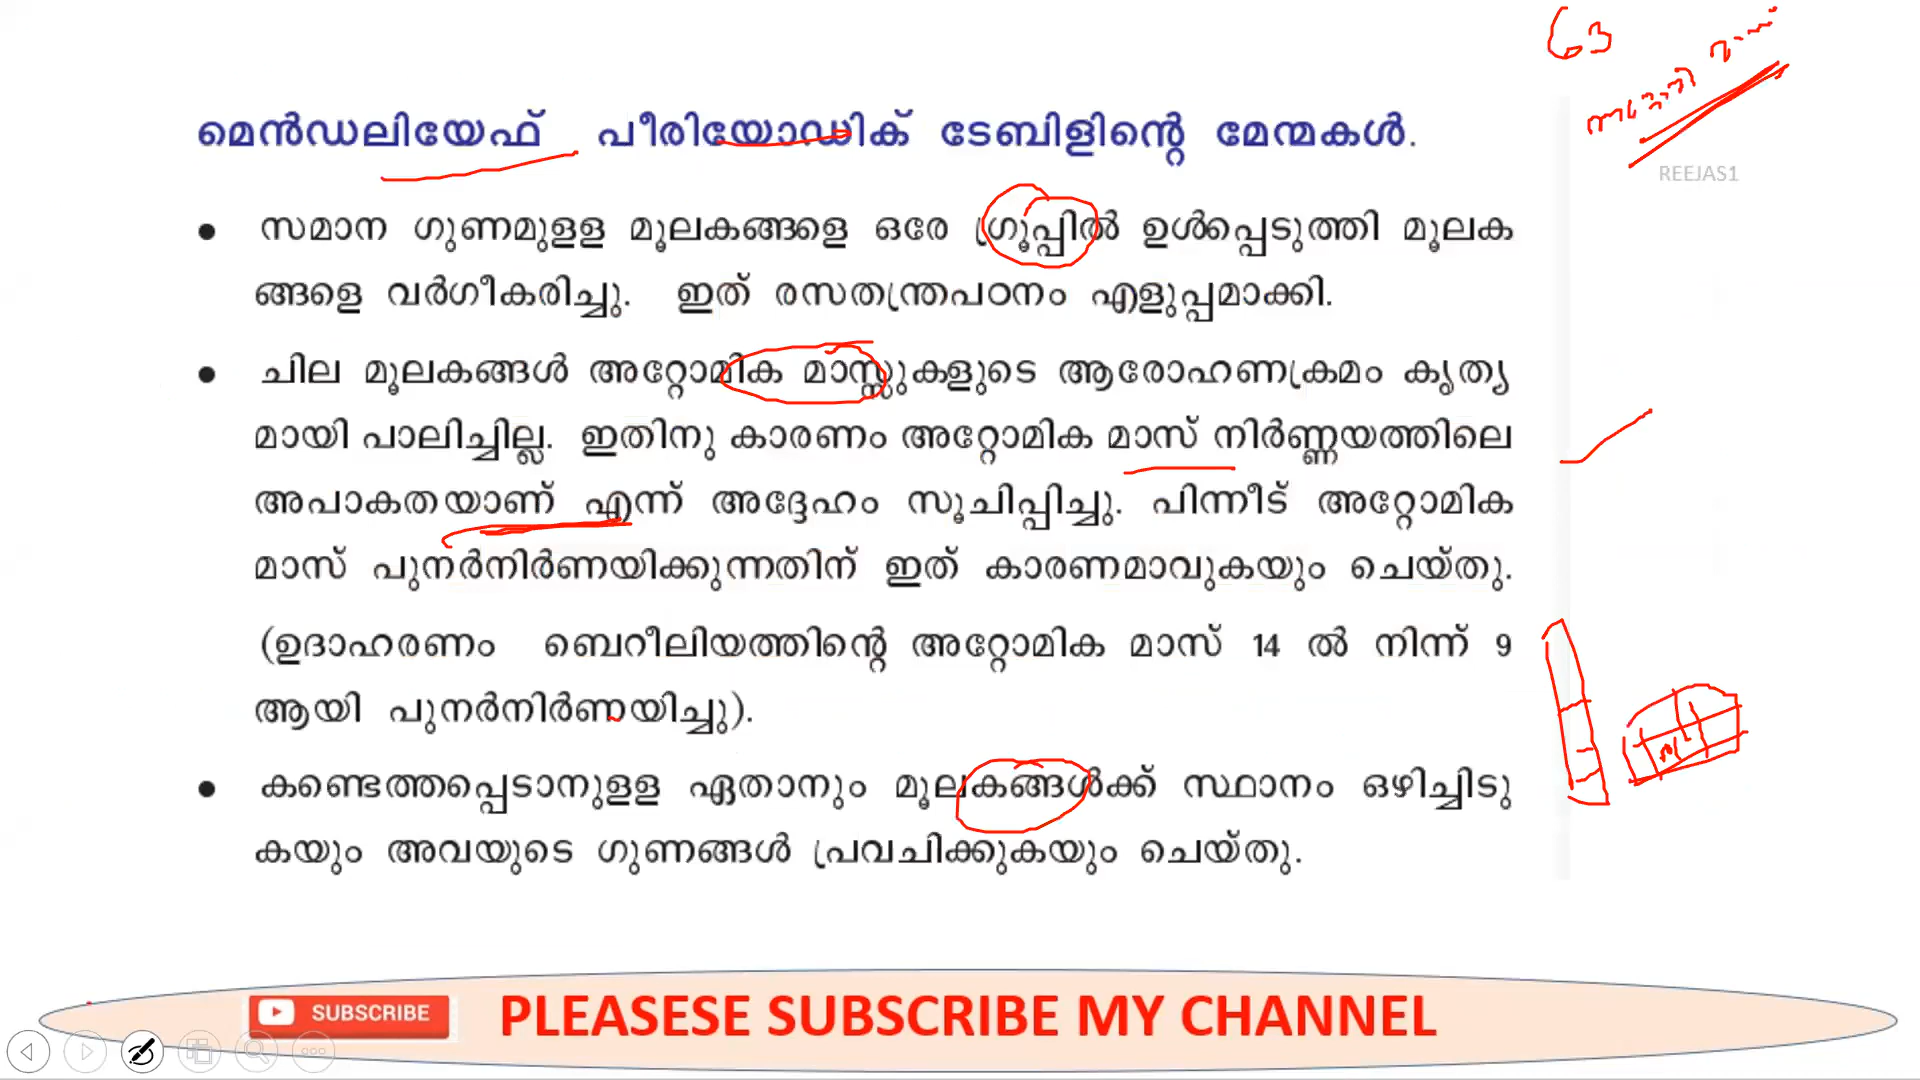 63
മെൻഡലിയേഫ് പീരിയോഡിക് ടേബിളിന്റെ മേന്മകൾ.
REEJAS1
• സമാന ഗുണമുളള മൂലകങ്ങളെ ഒരേ ഗ്രൂപ്പിൽ ഉൾപ്പെടുത്തി മൂലക
ങ്ങളെ വർഗീകരിച്ചു. ഇത് രസതന്ത്രപഠനം എളുപ്പമാക്കി.
• ചില മൂലകങ്ങൾ അറ്റോമിക മാസ്സുകളുടെ ആരോഹണക്രമം കൃത്യ
മായി പാലിച്ചില്ല. ഇതിനു കാരണം അറ്റോമിക മാസ് നിർണ്ണയത്തിലെ
അപാകതയാണ് എന്ന് അദ്ദേഹം സൂചിപ്പിച്ചു. പിന്നീട് അറ്റോമിക
മാസ് പുനർനിർണയിക്കുന്നതിന് ഇത് കാരണമാവുകയും ചെയ്തു.
(ഉദാഹരണം ബെറീലിയത്തിന്റെ അറ്റോമിക മാസ് 14 ൽ നിന്ന് 9
ആയി പുനർനിർണയിച്ചു).
• കണ്ടെത്തപ്പെടാനുളള ഏതാനും മൂലകങ്ങൾക്ക് സ്ഥാനം ഒഴിച്ചിടു
കയും അവയുടെ ഗുണങ്ങൾ പ്രവചിക്കുകയും ചെയ്തു.
SUBSCRIBE PLEASESE SUBSCRIBE MY CHANNEL